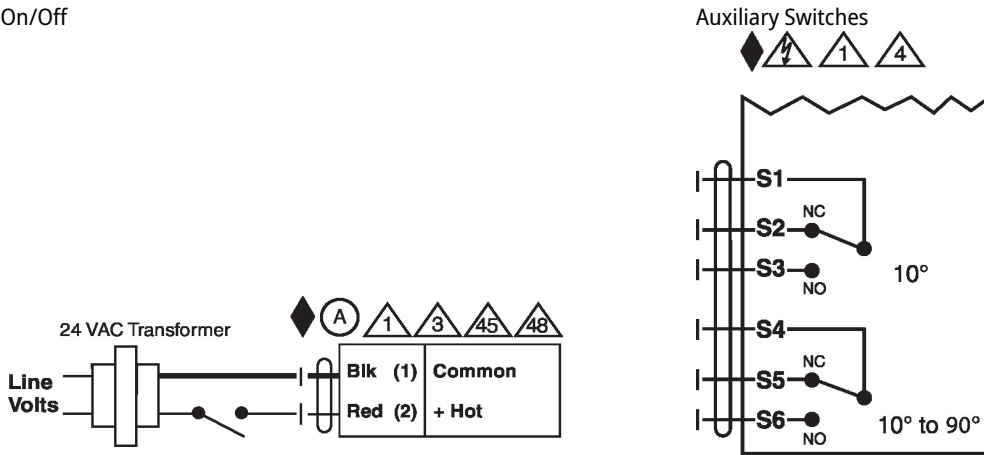 On/Off
24 VAC Transformer
Line
Volts
A 1 3 45 48
Blk (1) Common
Red (2) + Hot
Auxiliary Switches
1 4
S1
NC
S2
S3
NO
10°
S4
NC
S5
S6
NO
10° to 90°